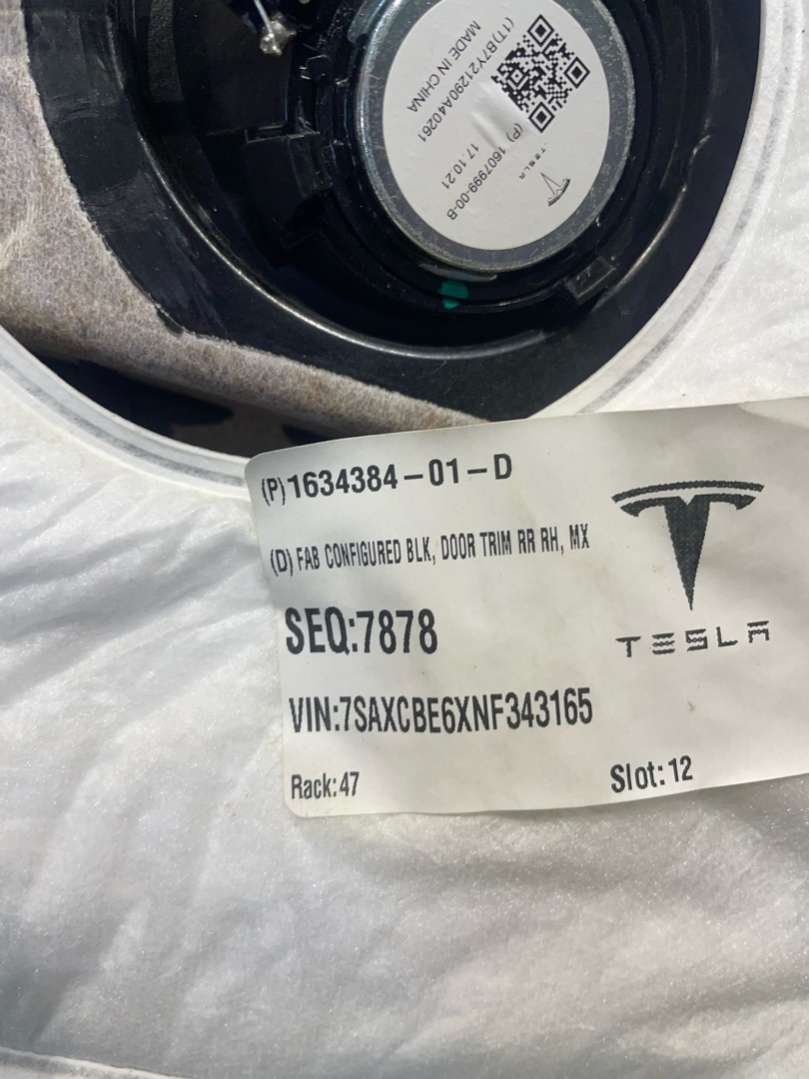 (1T)B7Y21290A40261
MADE IN CHINA
(P) 1607999-00-B
17.10.21
TESLA
(P)1634384-01-D
(D) FAB CONFIGURED BLK, DOOR TRIM RR RH, MX
SEQ:7878
VIN:7SAXCBE6XNF343165
Rack:47
Slot:12
TESLA